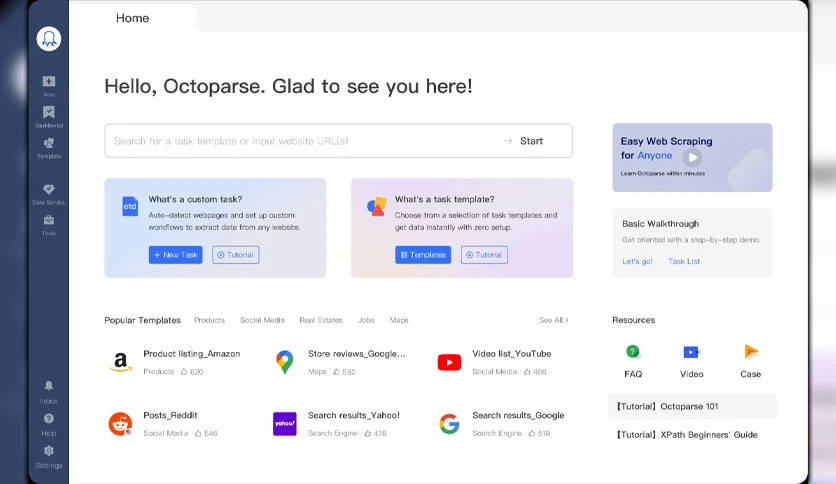 Home
New
Dashboard
Template
Data Service
Tools
Inbox
Help
Settings
Hello, Octoparse. Glad to see you here!
Search for a task template or input website URL(s)
Start
Easy Web Scraping
for Anyone
Learn Octoparse within minutes
otd
What's a custom task?
Auto-detect webpages and set up custom
workflows to extract data from any website.
+ New Task
Tutorial
What's a task template?
Choose from a selection of task templates and
get data instantly with zero setup.
Templates
Tutorial
Basic Walkthrough
Get oriented with a step-by-step demo.
Let's go! Task List
Popular Templates Products Social Media Real Estates Jobs Maps See All >
a
Product listing_Amazon
Products | 620
Store reviews_Google...
Maps | 582
Video list_YouTube
Social Media | 466
Posts_Reddit
Social Media | 546
yahoo!
Search results_Yahoo!
Search Engine | 478
Search results_Google
Search Engine | 518
Resources
FAQ Video Case
【Tutorial】Octoparse 101
【Tutorial】XPath Beginners' Guide